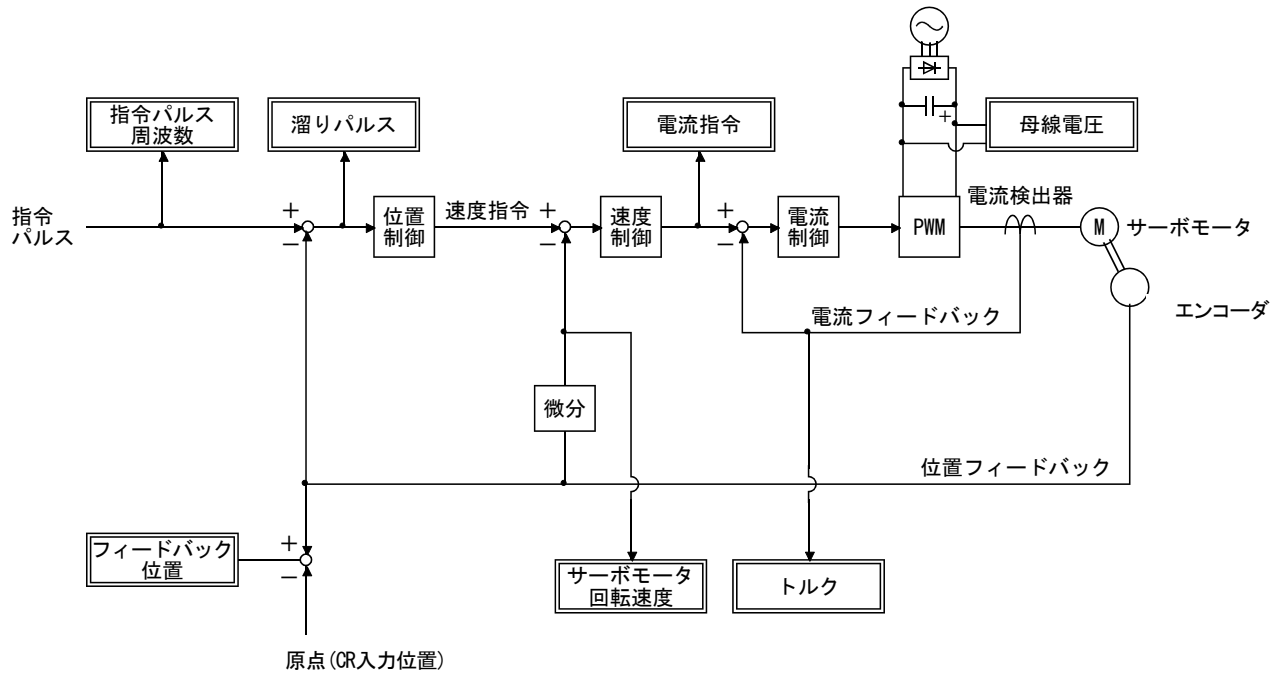 指令パルス
周波数
溜りパルス
電流指令
+
母線電圧
指令
パルス
+
−
位置
制御
速度指令
+
−
速度
制御
+
−
電流
制御
PWM
電流検出器
M
サーボモータ
エンコーダ
電流フィードバック
微分
位置フィードバック
フィードバック
位置
+
−
サーボモータ
回転速度
トルク
原点(CR入力位置)